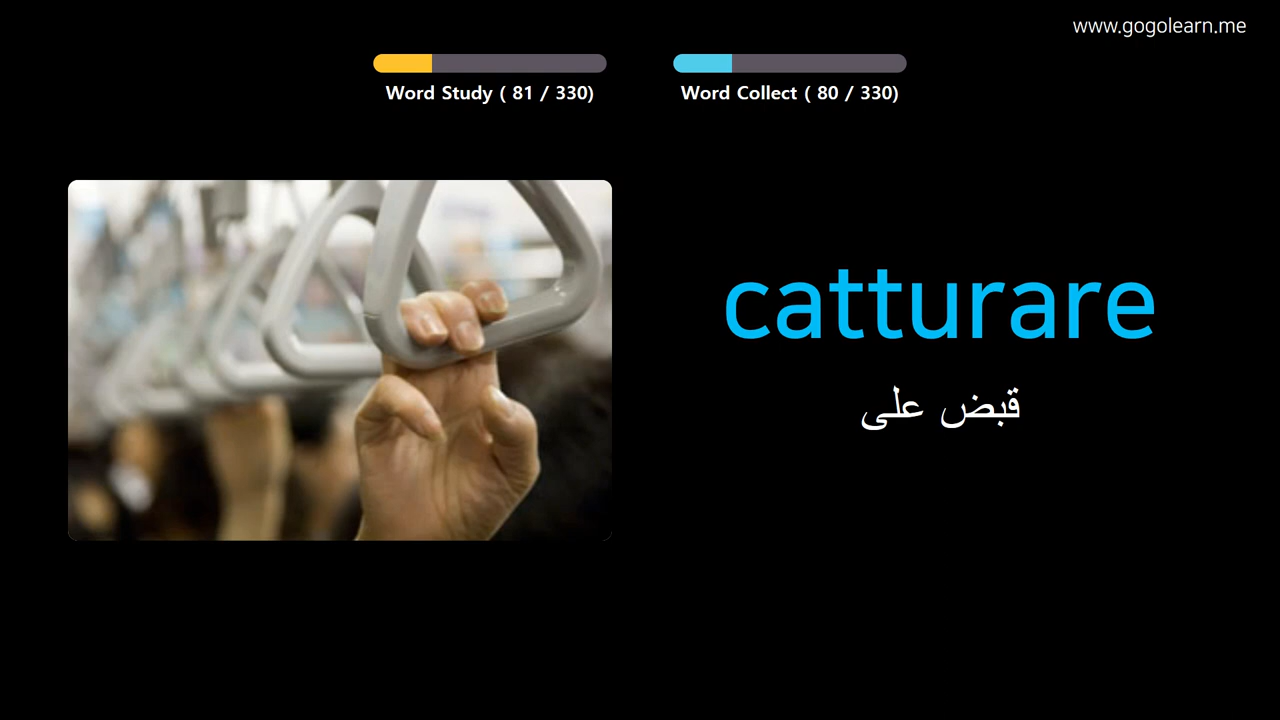 www.gogolearn.me
Word Study ( 81 / 330)
Word Collect ( 80 / 330)
catturare
قبض على